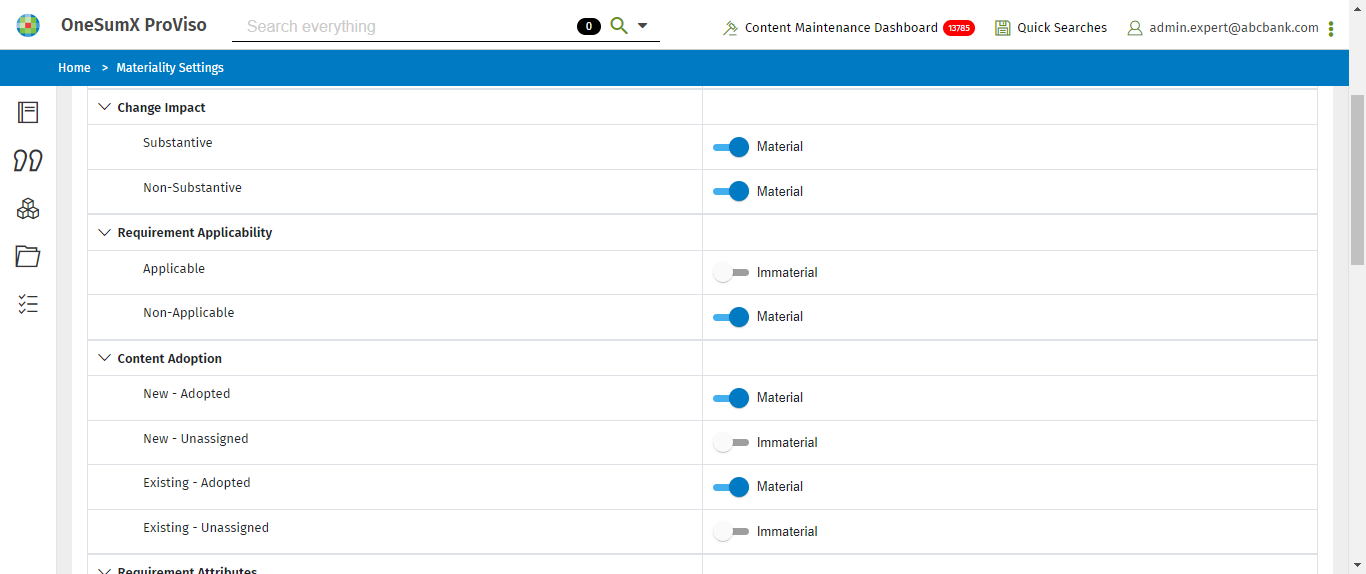 OneSumX ProViso
Search everything
0
Content Maintenance Dashboard 13785
Quick Searches
admin.expert@abcbank.com
Home > Materiality Settings
Change Impact
Substantive Material
Non-Substantive Material
Requirement Applicability
Applicable Immaterial
Non-Applicable Material
Content Adoption
New - Adopted Material
New - Unassigned Immaterial
Existing - Adopted Material
Existing - Unassigned Immaterial
Requirement Attributes